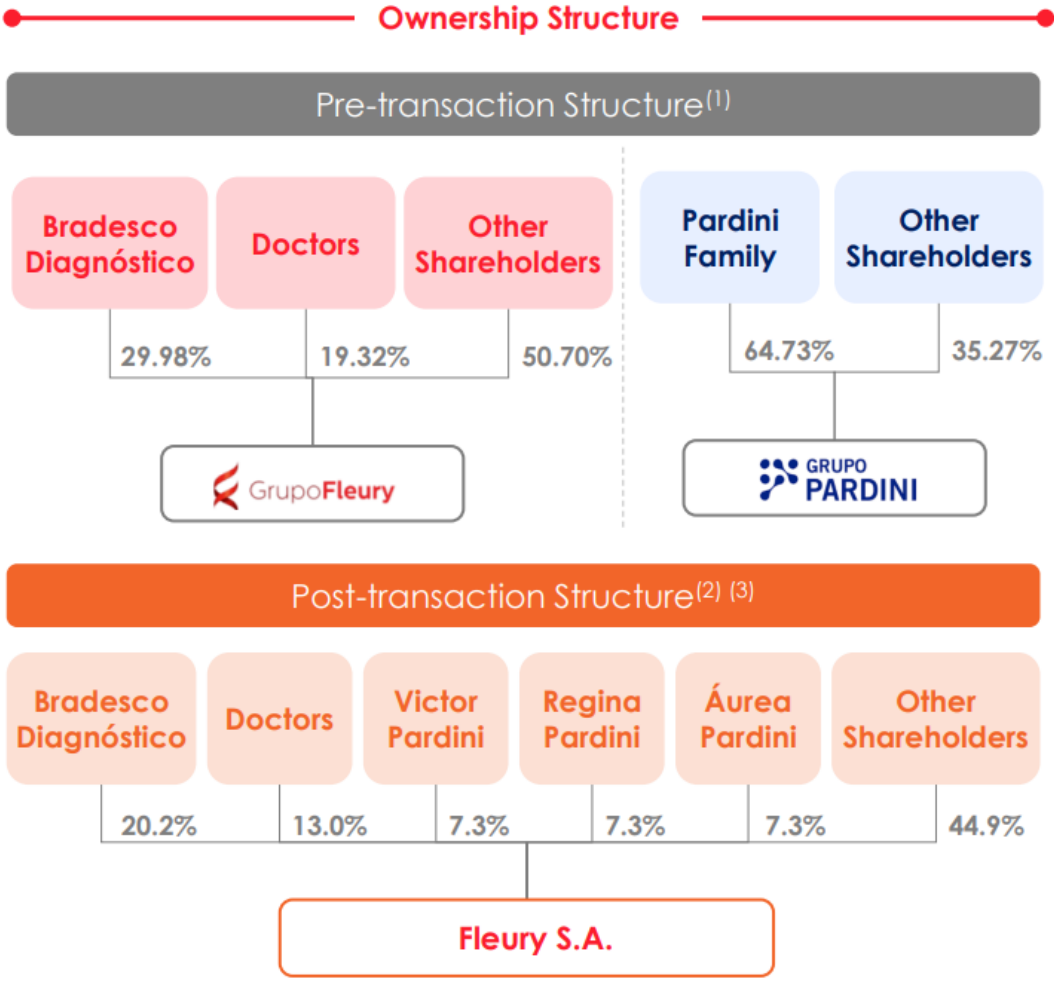 Ownership Structure
Pre-transaction Structure(1)
Bradesco
Diagnóstico
Doctors
Other
Shareholders
Pardini
Family
Other
Shareholders
29.98%
19.32%
50.70%
64.73%
35.27%
GrupoFleury
GRUPO
PARDINI
Post-transaction Structure(2) (3)
Bradesco
Diagnóstico
Doctors
Victor
Pardini
Regina
Pardini
Áurea
Pardini
Other
Shareholders
20.2%
13.0%
7.3%
7.3%
7.3%
44.9%
Fleury S.A.